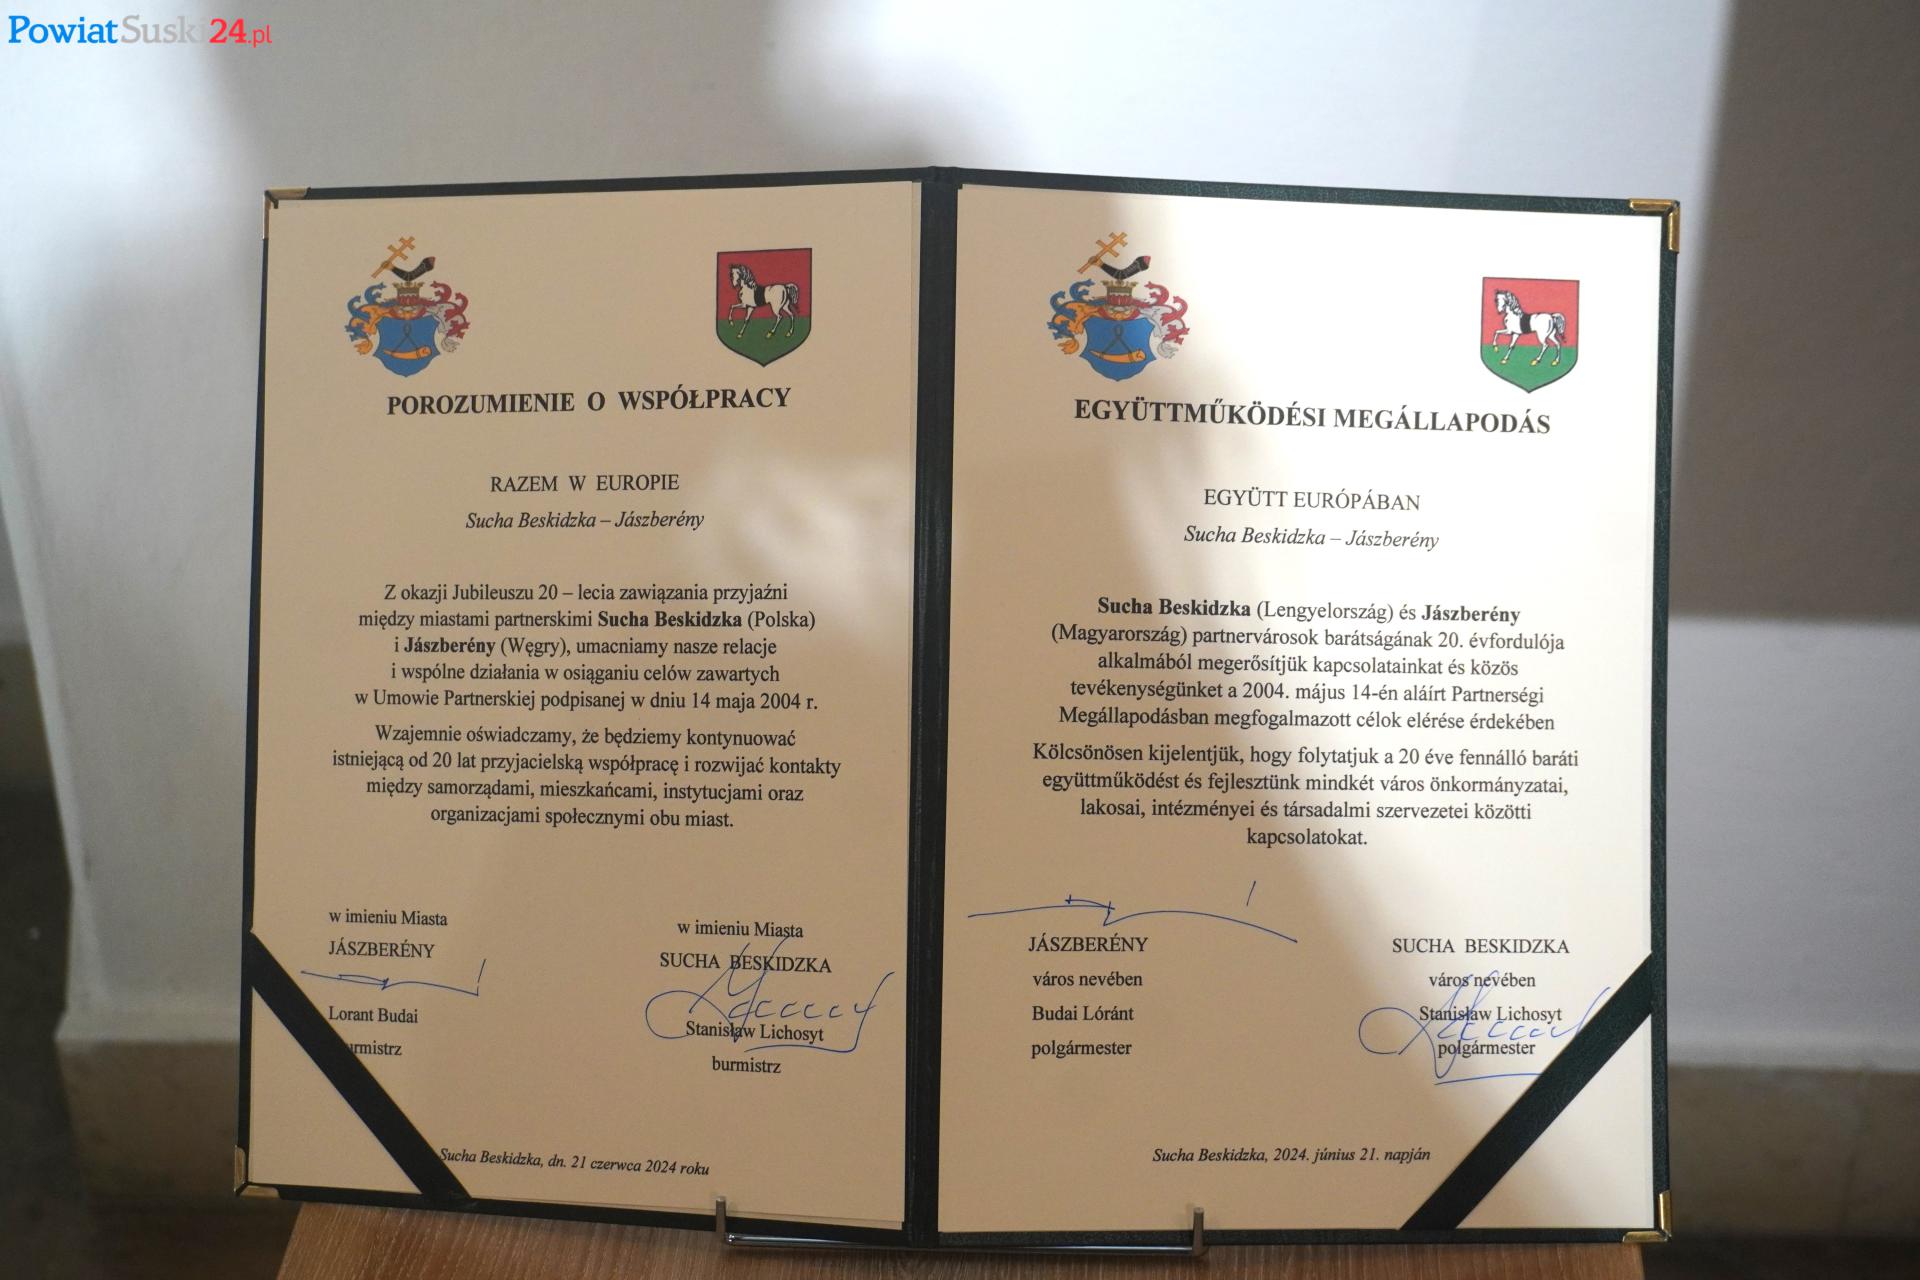 PowiatSuski24.pl
POROZUMIENIE O WSPÓŁPRACY
RAZEM W EUROPIE
Sucha Beskidzka – Jászberény
Z okazji Jubileuszu 20 – lecia zawiązania przyjaźni
między miastami partnerskimi Sucha Beskidzka (Polska)
i Jászberény (Węgry), umacniamy nasze relacje
i wspólne działania w osiąganiu celów zawartych
w Umowie Partnerskiej podpisanej w dniu 14 maja 2004 r.
Wzajemnie oświadczamy, że będziemy kontynuować
istniejącą od 20 lat przyjacielską współpracę i rozwijać kontakty
między samorządami, mieszkańcami, instytucjami oraz
organizacjami społecznymi obu miast.
w imieniu Miasta
JÁSZBERÉNY
Lorant Budai
w imieniu Miasta
SUCHA BESKIDZKA
Stanisław Lichosyt
burmistrz
Sucha Beskidzka, dn. 21 czerwca 2024 roku
EGYÜTTMŰKÖDÉSI MEGÁLLAPODÁS
EGYÜTT EURÓPÁBAN
Sucha Beskidzka – Jászberény
Sucha Beskidzka (Lengyelország) és Jászberény
(Magyarország) partnervárosok barátságának 20. évfordulója
alkalmából megerősítjük kapcsolatainkat és közös
tevékenységünket a 2004. május 14-én aláírt Partnerségi
Megállapodásban megfogalmazott célok elérése érdekében
Kölcsönösen kijelentjük, hogy folytatjuk a 20 éve fennálló baráti
együttműködést és fejlesztünk mindkét város önkormányzatai,
lakosai, intézményei és társadalmi szervezetei közötti
kapcsolatokat.
JÁSZBERÉNY
város nevében
Budai Lóránt
polgármester
SUCHA BESKIDZKA
város nevében
Stanisław Lichosyt
polgármester
Sucha Beskidzka, 2024. június 21. napján